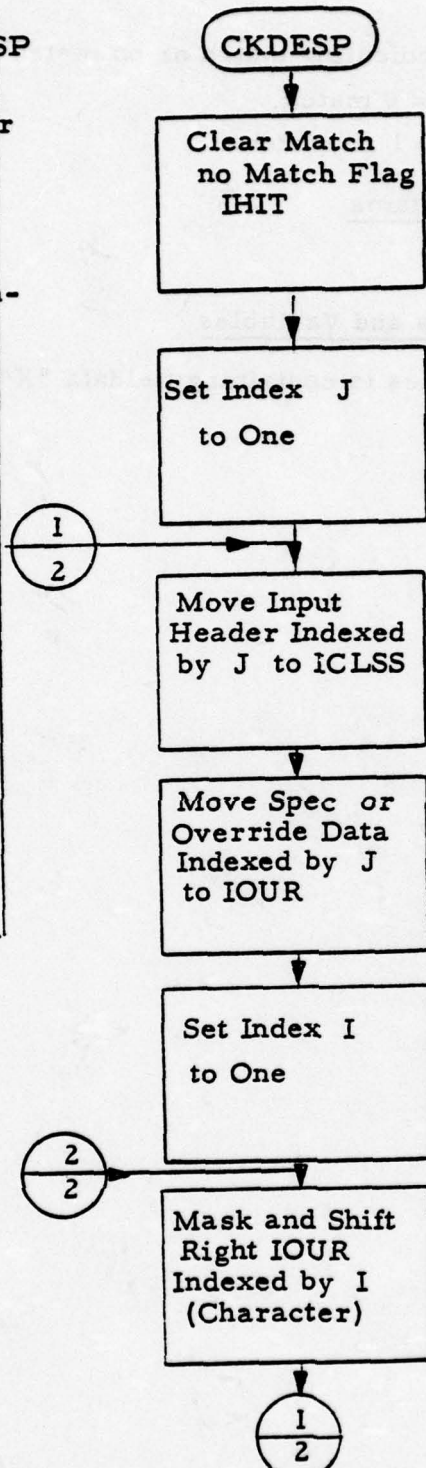 SP
CKDESP
Clear Match
no Match Flag
IHIT
Set Index J
to One
1
2
Move Input
Header Indexed
by J to ICLSS
Move Spec or
Override Data
Indexed by J
to IOUR
Set Index I
to One
2
2
Mask and Shift
Right IOUR
Indexed by I
(Character)
1
2